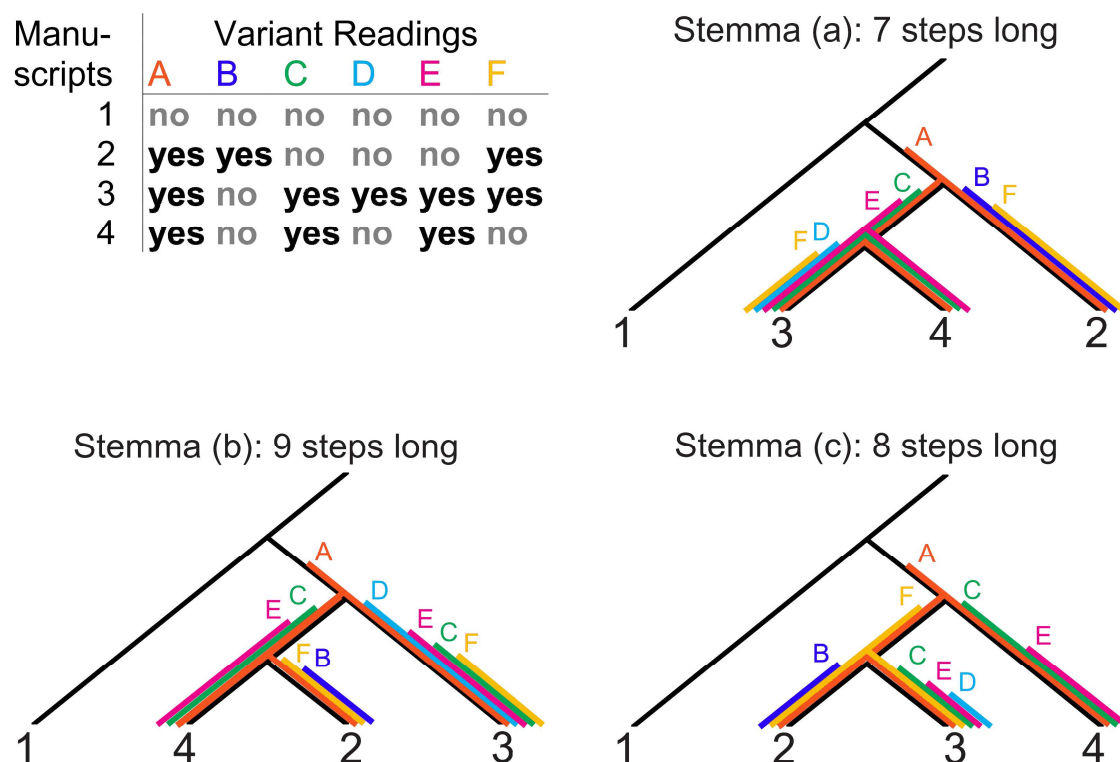 Manu-
scripts
Variant Readings
A B C D E F
1 no no no no no no
2 yes yes no no no yes
3 yes no yes yes yes yes
4 yes no yes no yes no
Stemma (a): 7 steps long
A
B
F
C
E
D
F
1 3 4 2
Stemma (b): 9 steps long
A
D
C
E
E
C
F
F
B
1 4 2 3
Stemma (c): 8 steps long
A
C
F
E
B
C
E
D
1 2 3 4